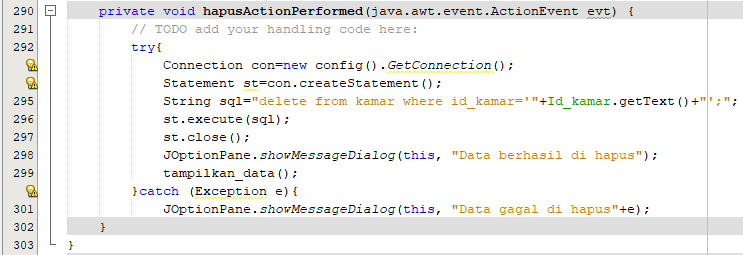 290 private void hapusActionPerformed(java.awt.event.ActionEvent evt) {
291 // TODO add your handling code here:
292 try{
Connection con=new config().GetConnection();
Statement st=con.createStatement();
295 String sql="delete from kamar where id_kamar='"+Id_kamar.getText()+"';";
296 st.execute(sql);
297 st.close();
298 JOptionPane.showMessageDialog(this, "Data berhasil di hapus");
299 tampilkan_data();
}catch (Exception e){
301 JOptionPane.showMessageDialog(this, "Data gagal di hapus"+e);
302 }
303 }